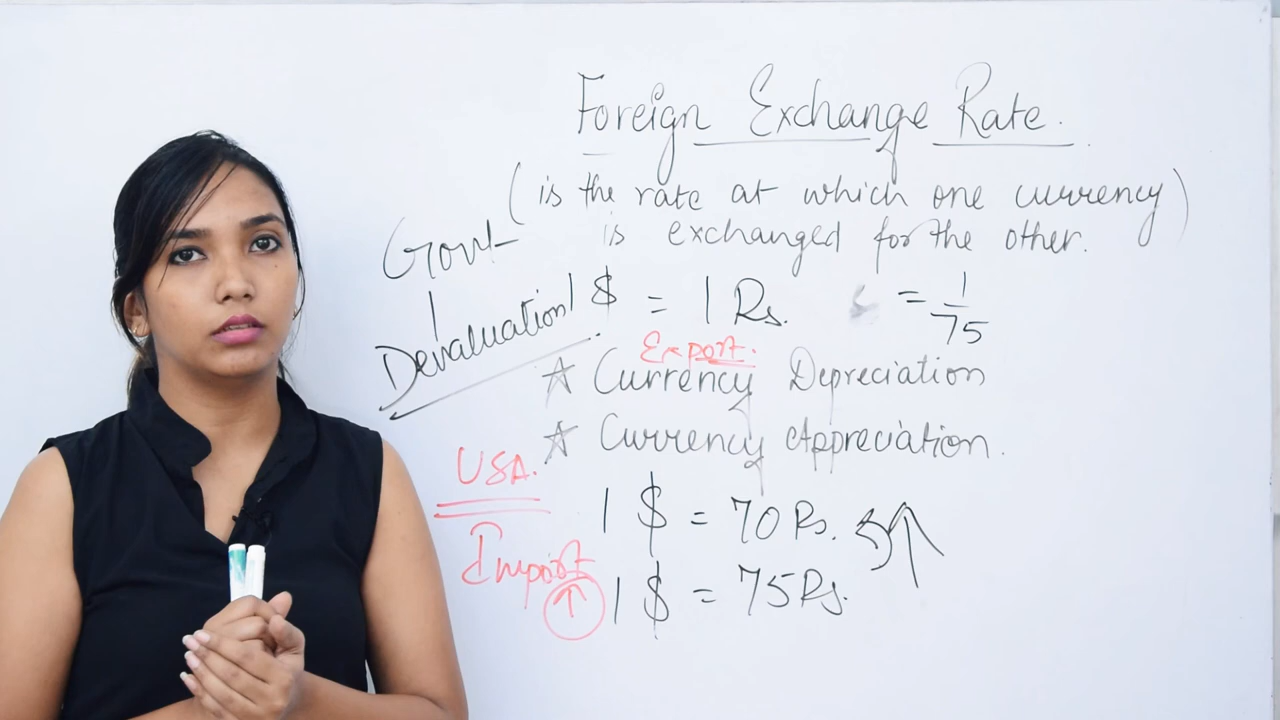 Foreign Exchange Rate.
(is the rate at which one currency)
is exchanged for the other.
Govt
Devaluation
1 $ = 1 Rs.
= 1/75
Export.
☆ Currency Depreciation
☆ Currency Appreciation.
USA.
Import ↑
1 $ = 70 Rs.
1 $ = 75 Rs.